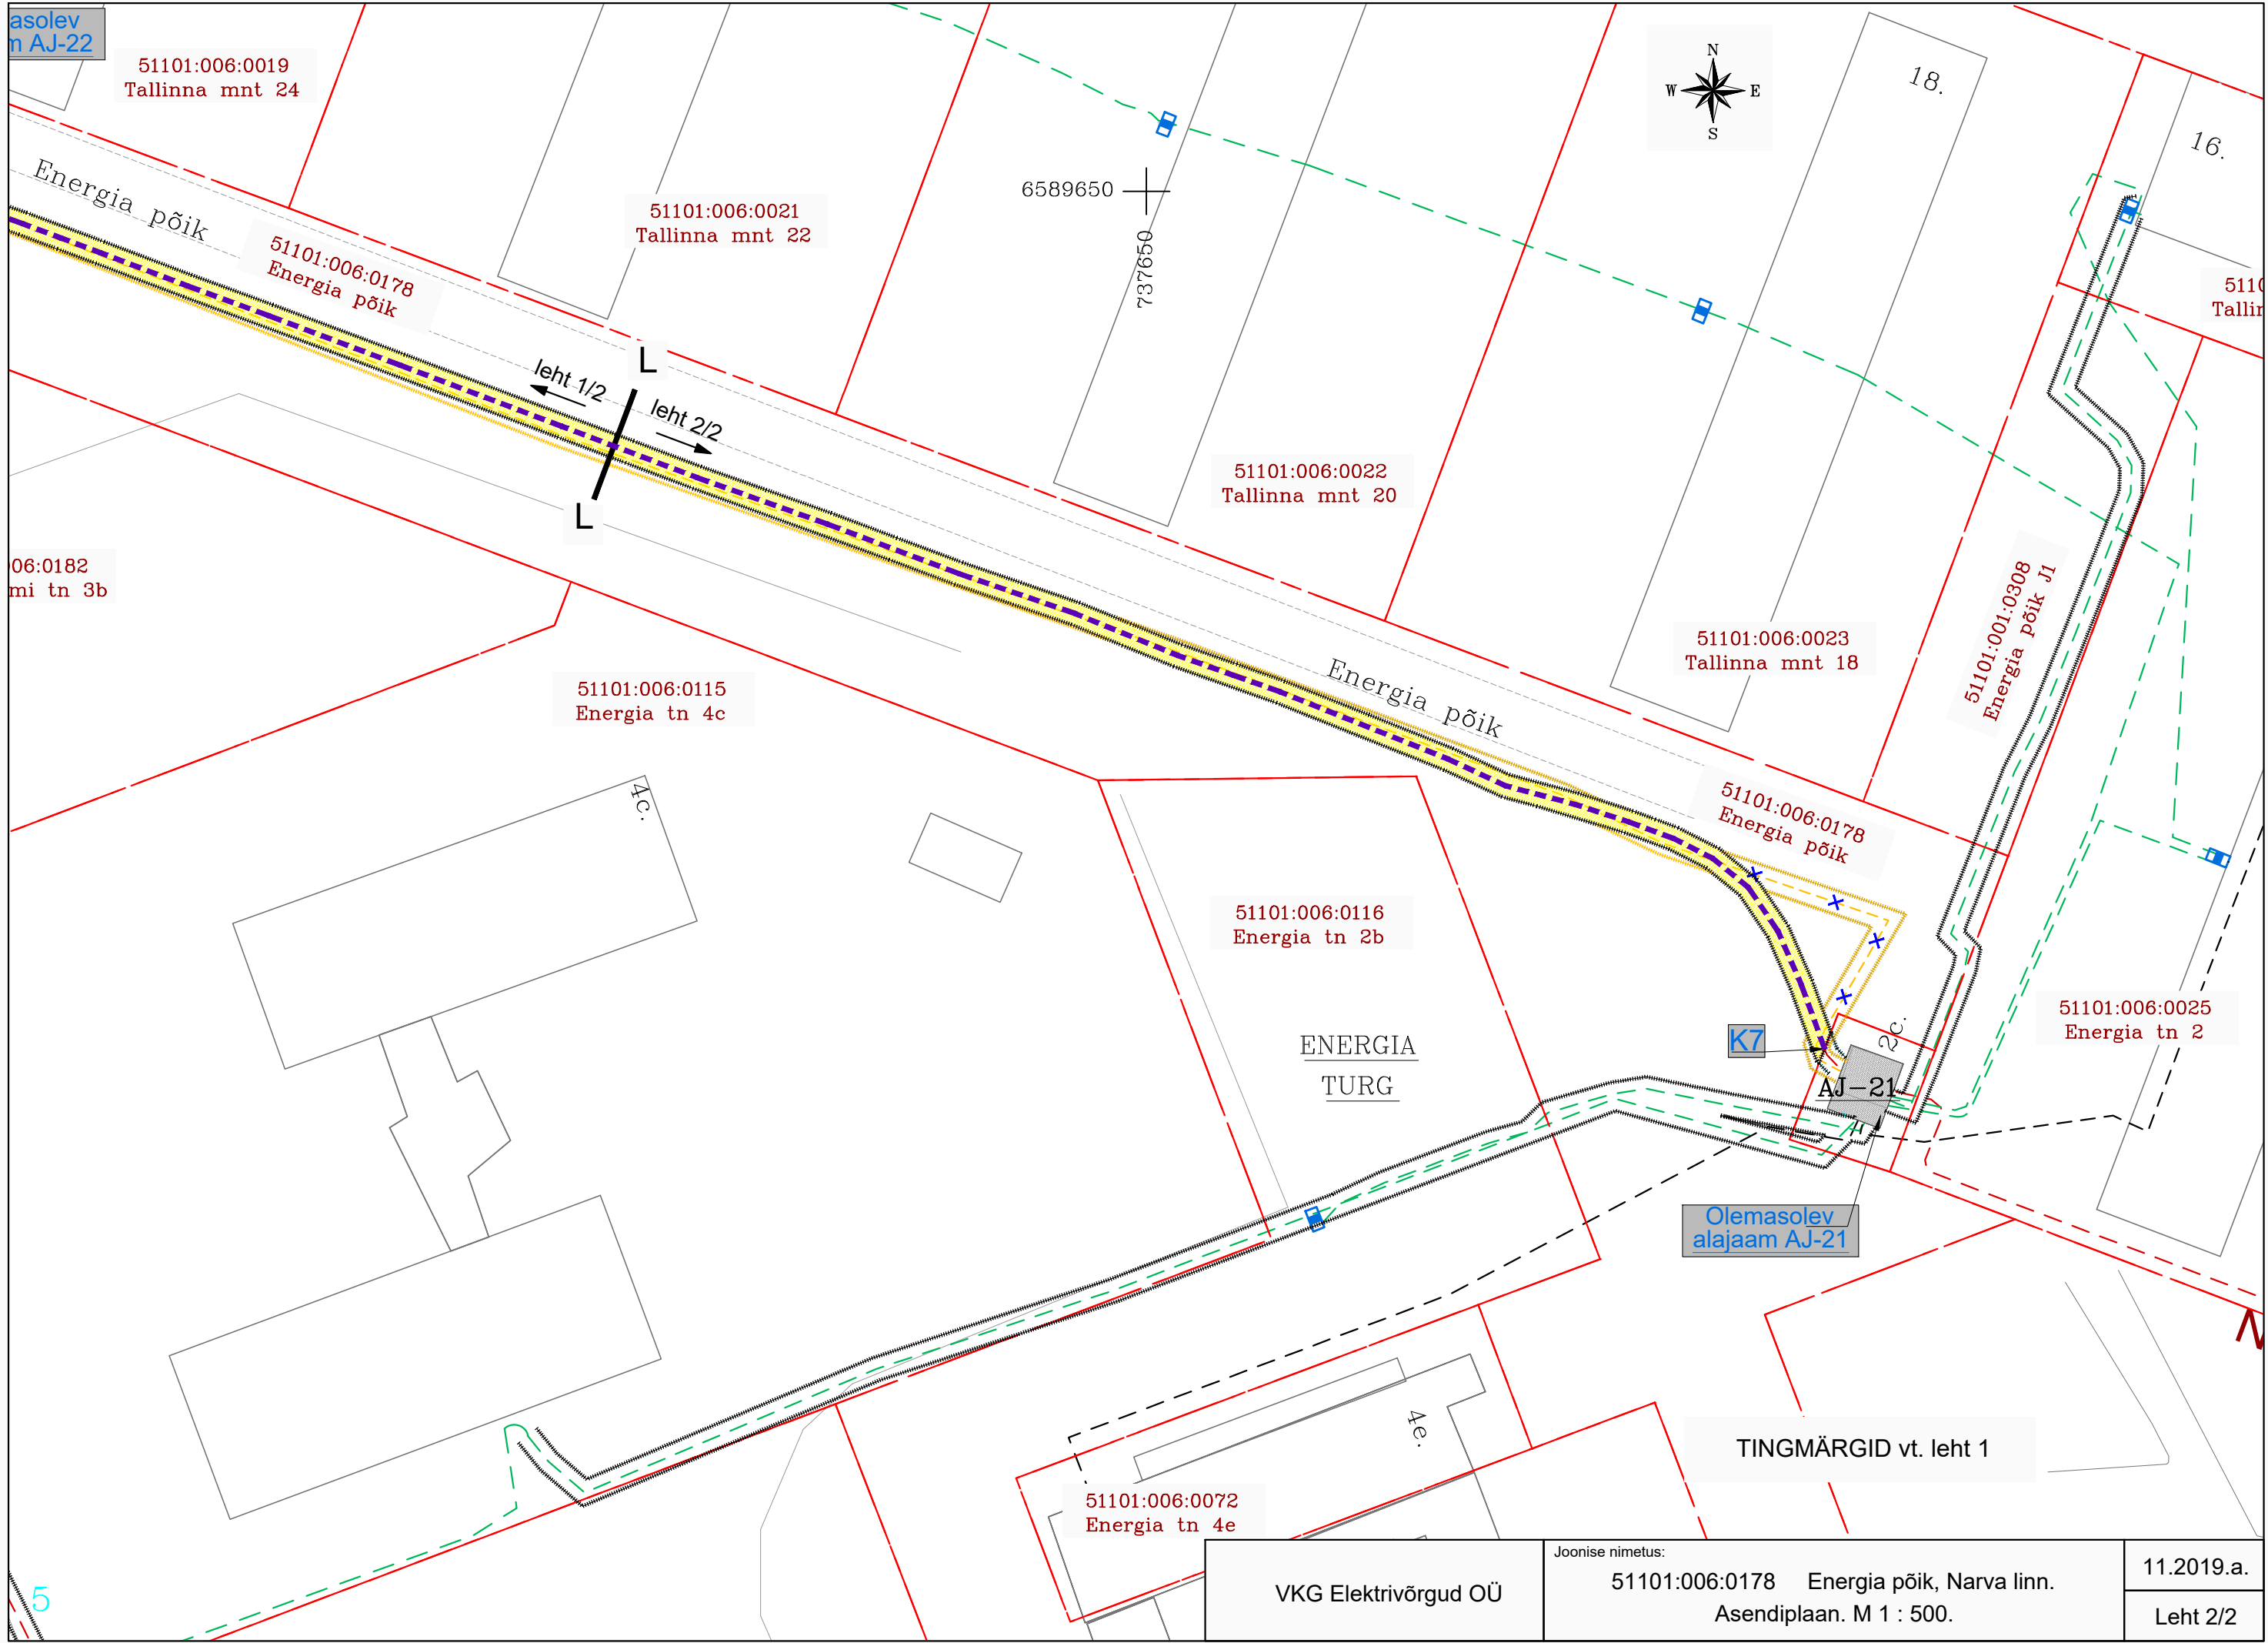 asolev
m AJ-22
51101:006:0019
Tallinna mnt 24
18.
N
W
E
S
16.
Energia põik
51101:006:0178
Energia põik
51101:006:0021
Tallinna mnt 22
6589650
737650
5110
Tallin
L
leht 1/2
leht 2/2
L
51101:006:0022
Tallinna mnt 20
06:0182
mi tn 3b
51101:006:0115
Energia tn 4c
Energia põik
51101:006:0023
Tallinna mnt 18
51101:001:0308
Energia põik J1
4c.
51101:006:0178
Energia põik
51101:006:0116
Energia tn 2b
51101:006:0025
Energia tn 2
ENERGIA
TURG
K7
2c.
AJ-21
Olemasolev
alajaam AJ-21
4e.
TINGMÄRGID vt. leht 1
51101:006:0072
Energia tn 4e
5
VKG Elektrivõrgud OÜ
Joonise nimetus:
51101:006:0178 Energia põik, Narva linn.
Asendiplaan. M 1 : 500.
11.2019.a.
Leht 2/2